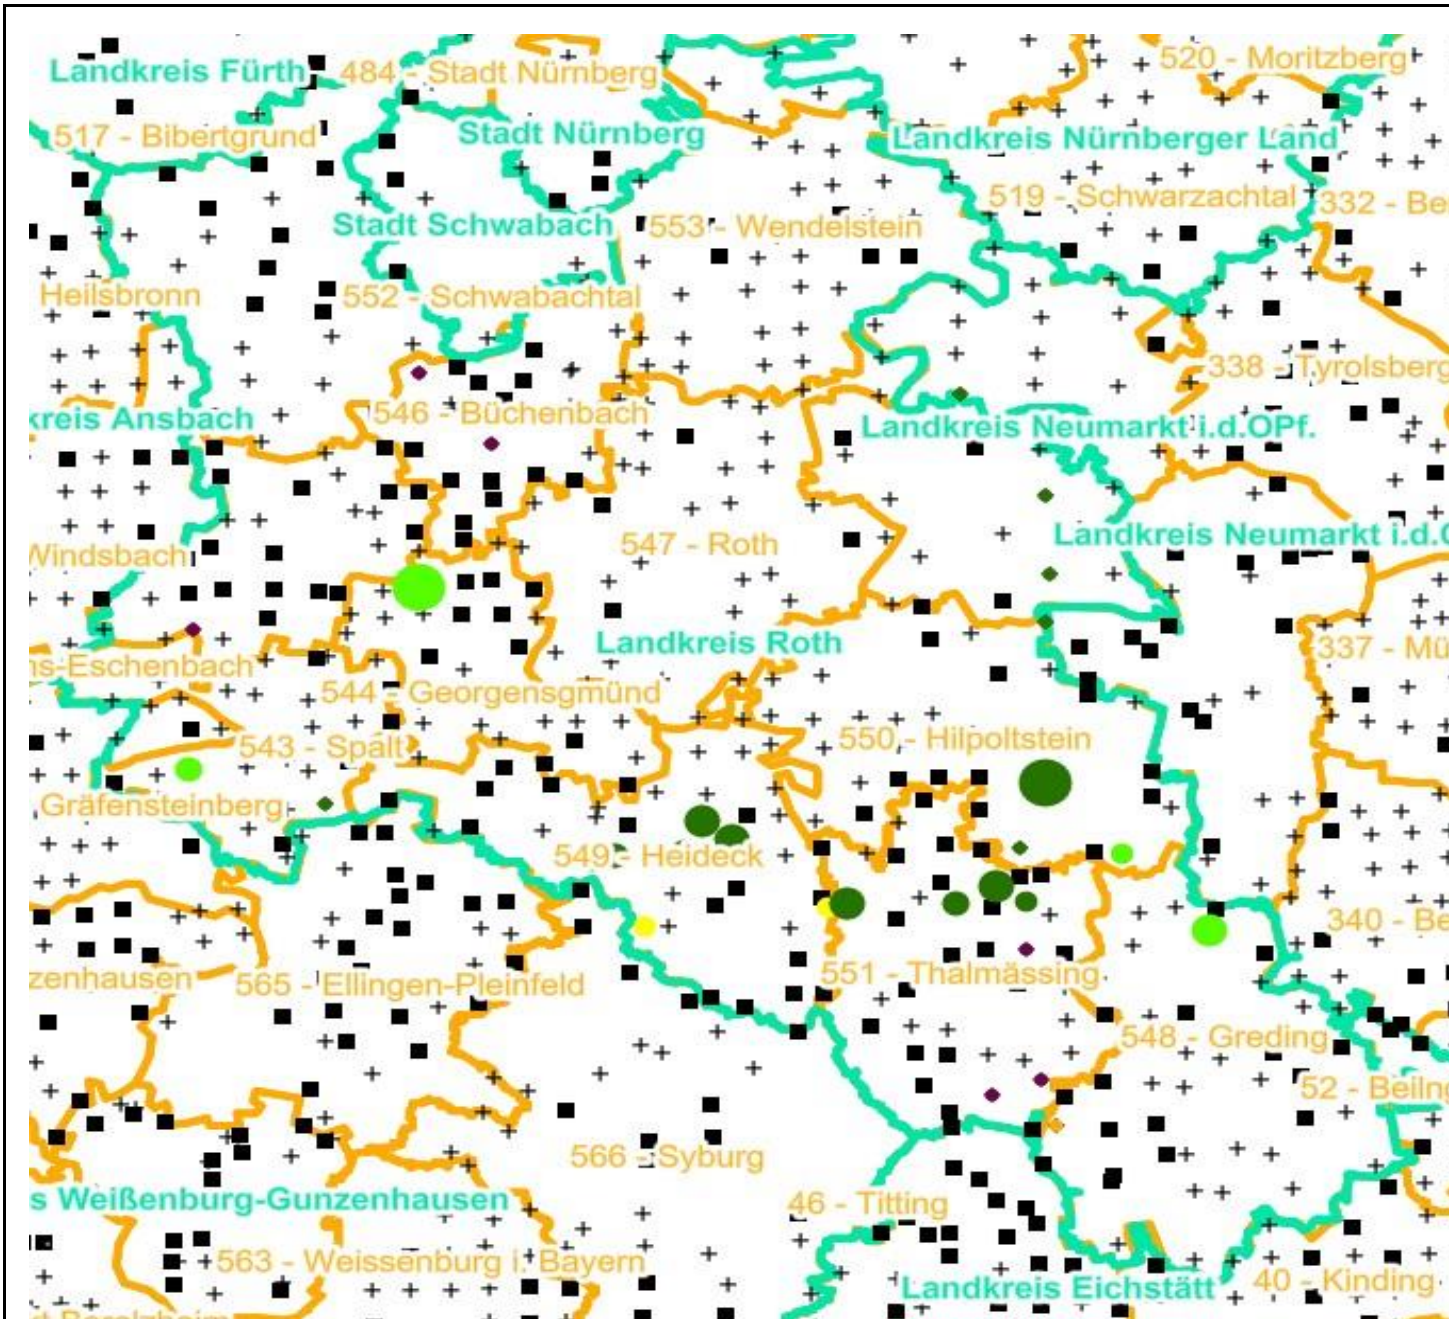 520 - Moritzberg
Landkreis Fürth
484 - Stadt Nürnberg
517 - Bibertgrund
Stadt Nürnberg
Landkreis Nürnberger Land
519 - Schwarzachtal
332 - Be
Stadt Schwabach
553 - Wendelstein
Heilsbronn
552 - Schwabachtal
338 - Tyrolsberg
kreis Ansbach
546 - Büchenbach
Landkreis Neumarkt i.d.OPf.
Landkreis Neumarkt i.d.
Windsbach
547 - Roth
Landkreis Roth
337 - Mü
ns-Eschenbach
544 - Georgensgmünd
543 - Spalt
550 - Hilpoltstein
Gräfensteinberg
549 - Heideck
340 - Be
zenhausen
565 - Ellingen-Pleinfeld
551 - Thalmässing
548 - Greding
52 - Beilng
566 - Syburg
s Weißenburg-Gunzenhausen
46 - Titting
563 - Weissenburg i. Bayern
Landkreis Eichstätt
40 - Kinding